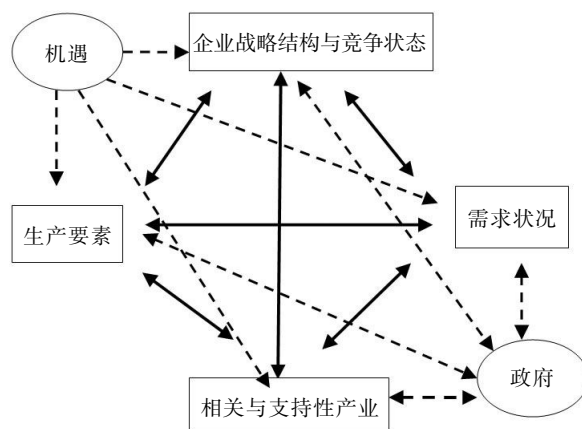 机遇
企业战略结构与竞争状态
生产要素
需求状况
相关与支持性产业
政府